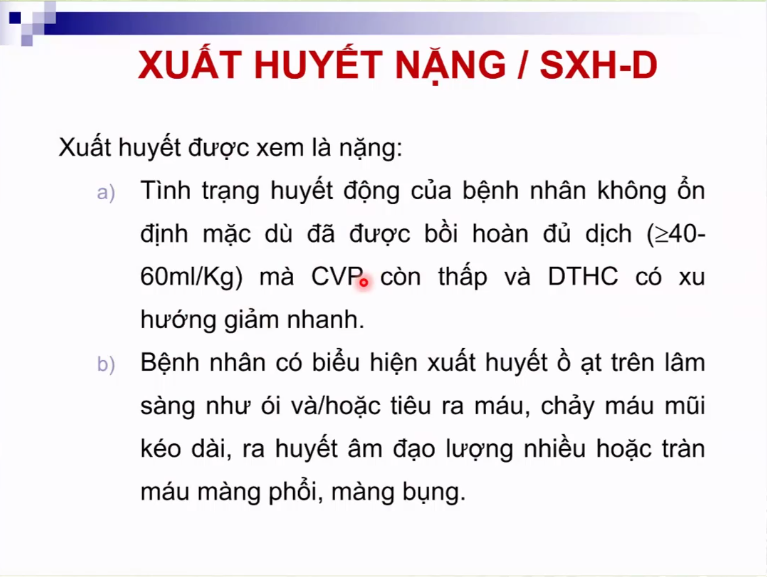 XUẤT HUYẾT NẶNG / SXH-D
Xuất huyết được xem là nặng:
a) Tình trạng huyết động của bệnh nhân không ổn
định mặc dù đã được bồi hoàn đủ dịch (≥40-
60ml/Kg) mà CVP còn thấp và DTHC có xu
hướng giảm nhanh.
b) Bệnh nhân có biểu hiện xuất huyết ồ ạt trên lâm
sàng như ói và/hoặc tiêu ra máu, chảy máu mũi
kéo dài, ra huyết âm đạo lượng nhiều hoặc tràn
máu màng phổi, màng bụng.